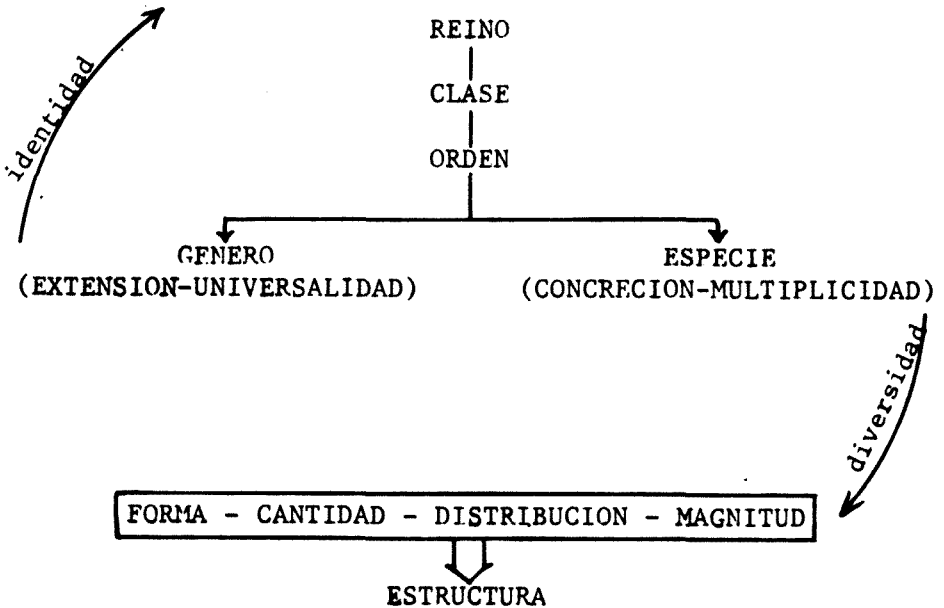 REINO
CLASE
ORDEN
identidad
GENERO
ESPECIE
(EXTENSION-UNIVERSALIDAD)
(CONCRECION-MULTIPLICIDAD)
diversidad
FORMA - CANTIDAD - DISTRIBUCION - MAGNITUD
ESTRUCTURA